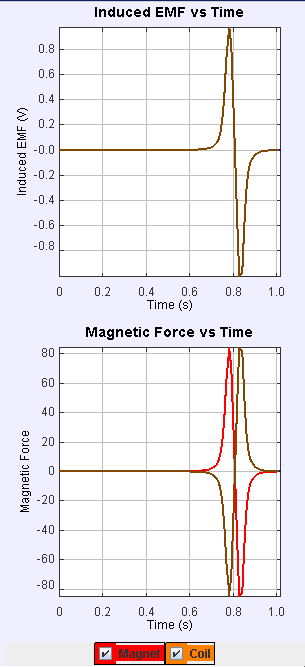 Induced EMF vs Time
Induced EMF (V)
0.8
0.6
0.4
0.2
-0.0
-0.2
-0.4
-0.6
-0.8
0 0.2 0.4 0.6 0.8 1.0
Time (s)
Magnetic Force vs Time
Magnetic Force
80
60
40
20
0
-20
-40
-60
-80
0 0.2 0.4 0.6 0.8 1.0
Time (s)
Magnet Coil